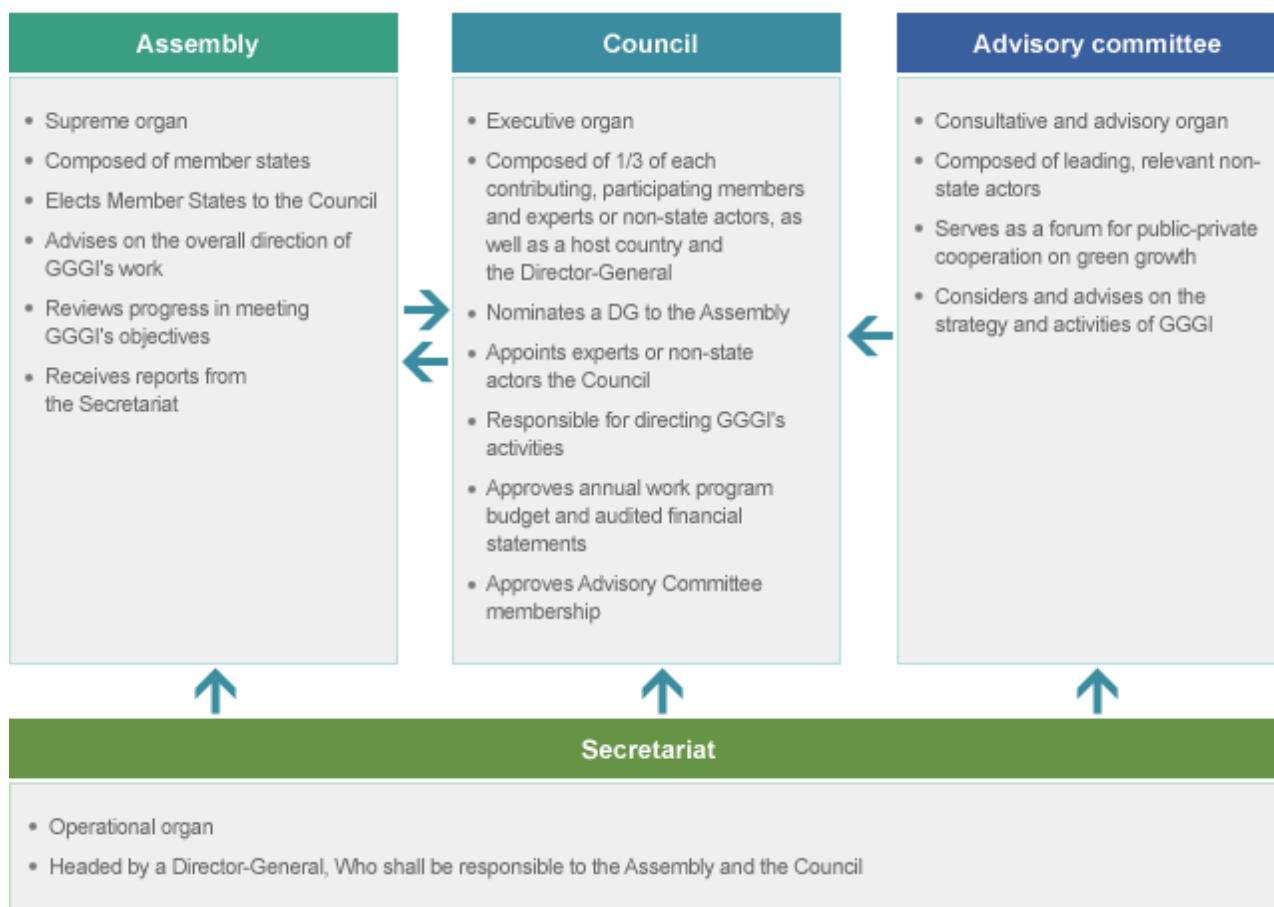 Assembly
• Supreme organ
• Composed of member states
• Elects Member States to the Council
• Advises on the overall direction of
GGGI's work
• Reviews progress in meeting
GGGI's objectives
• Receives reports from
the Secretariat
Council
• Executive organ
• Composed of 1/3 of each
contributing, participating members
and experts or non-state actors, as
well as a host country and
the Director-General
• Nominates a DG to the Assembly
• Appoints experts or non-state
actors the Council
• Responsible for directing GGGI's
activities
• Approves annual work program
budget and audited financial
statements
• Approves Advisory Committee
membership
Advisory committee
• Consultative and advisory organ
• Composed of leading, relevant non-
state actors
• Serves as a forum for public-private
cooperation on green growth
• Considers and advises on the
strategy and activities of GGGI
Secretariat
• Operational organ
• Headed by a Director-General, Who shall be responsible to the Assembly and the Council